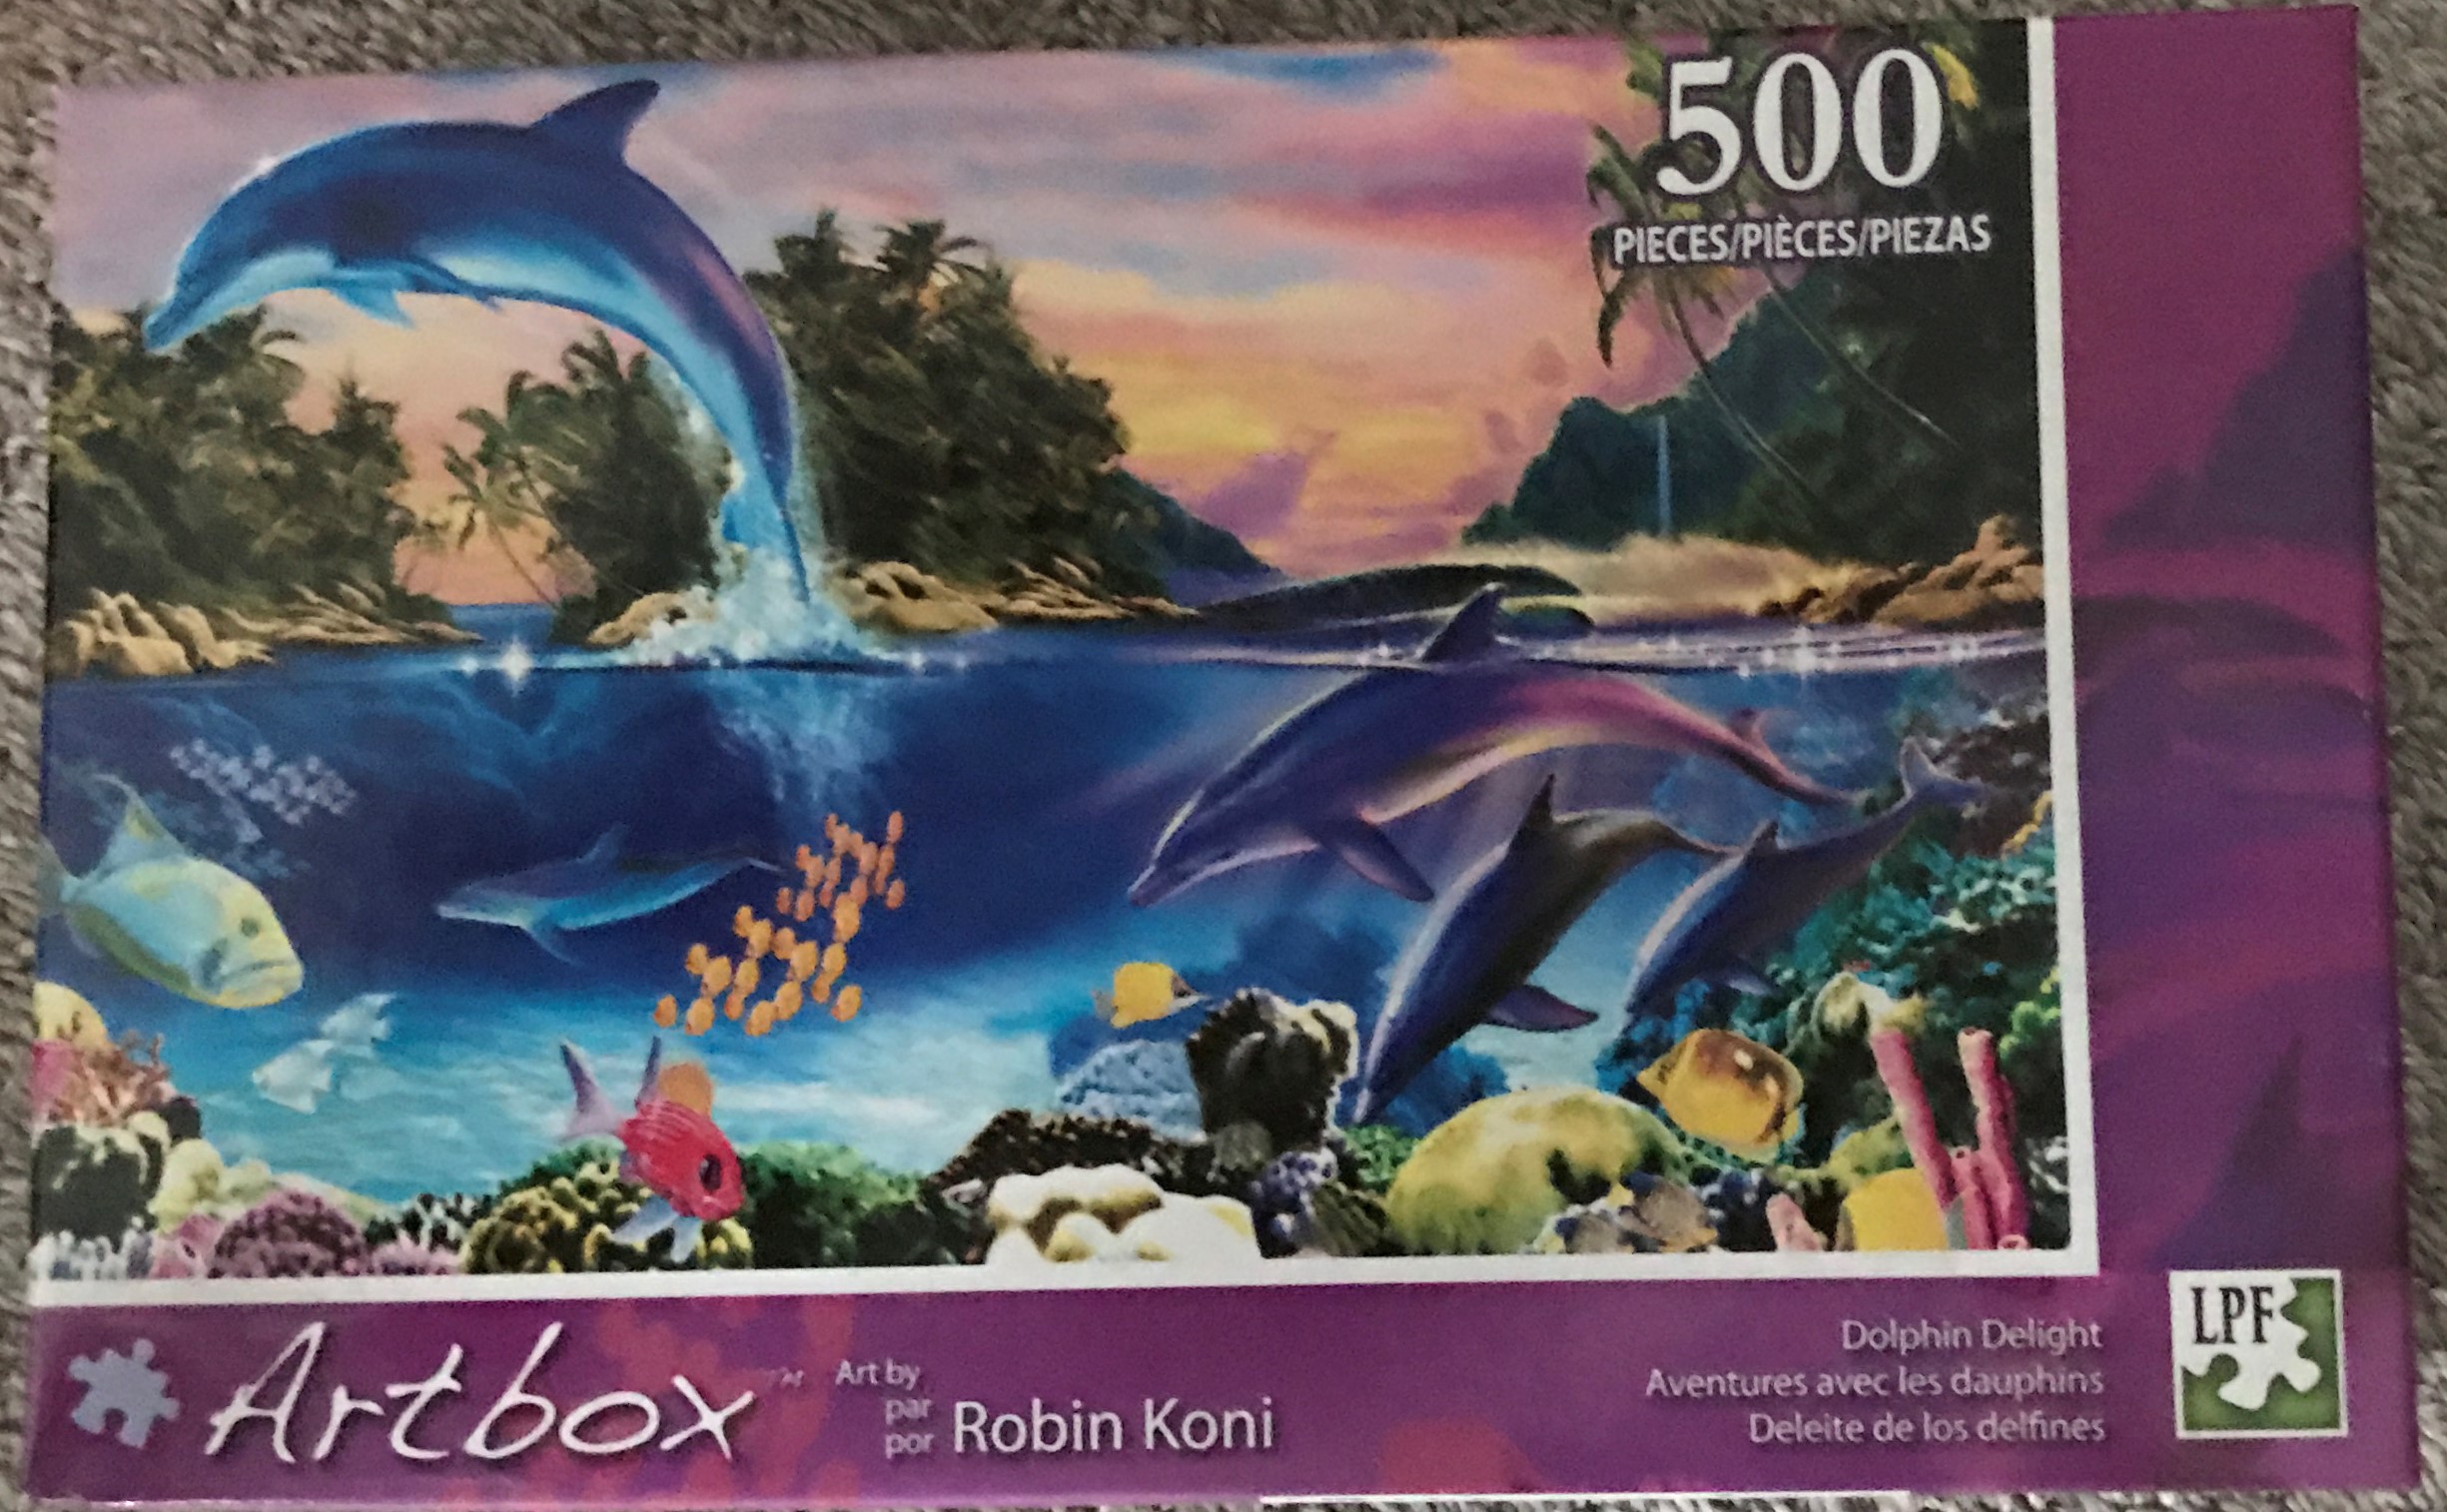 500
PIECES/PIÈCES/PIEZAS
Artbox™
Art by
par
por
Robin Koni
Dolphin Delight
Aventures avec les dauphins
Deleite de los delfines
LPF